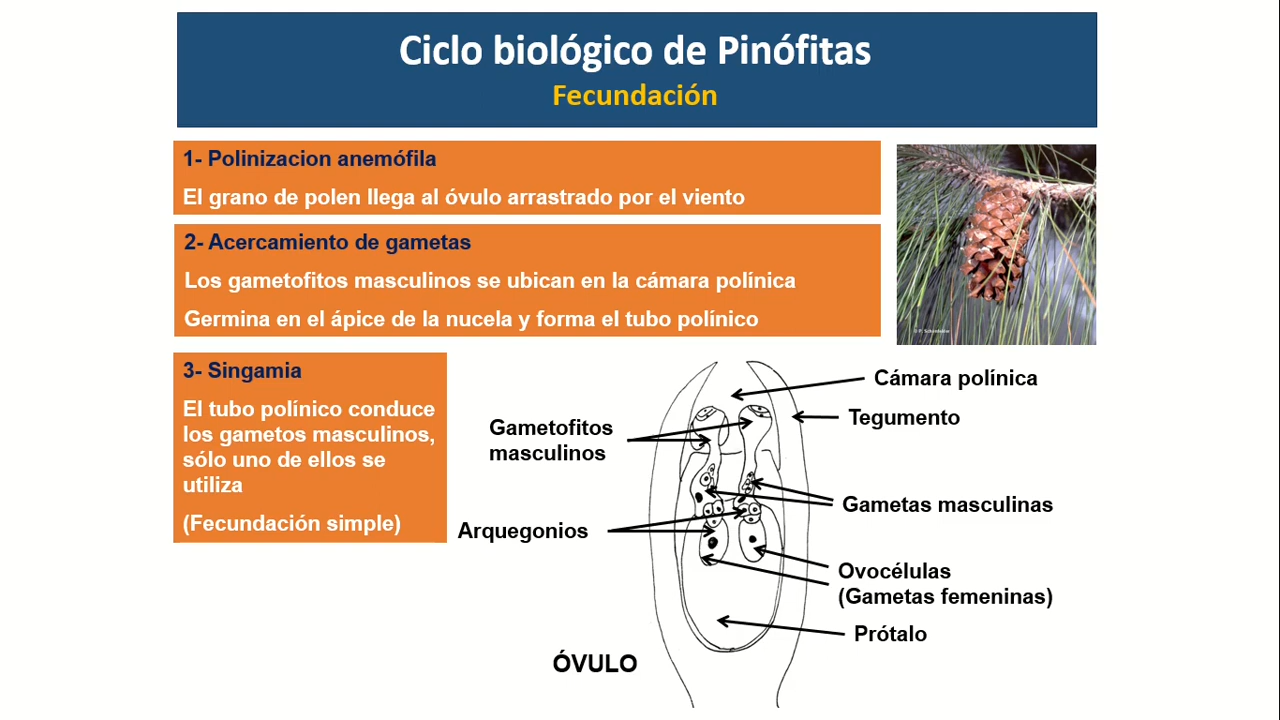 Ciclo biológico de Pinófitas
Fecundación
1- Polinizacion anemófila
El grano de polen llega al óvulo arrastrado por el viento
2- Acercamiento de gametas
Los gametofitos masculinos se ubican en la cámara polínica
Germina en el ápice de la nucela y forma el tubo polínico
3- Singamia
El tubo polínico conduce
los gametos masculinos,
sólo uno de ellos se
utiliza
(Fecundación simple)
Cámara polínica
Tegumento
Gametofitos
masculinos
Gametas masculinas
Arquegonios
Ovocélulas
(Gametas femeninas)
Prótalo
ÓVULO